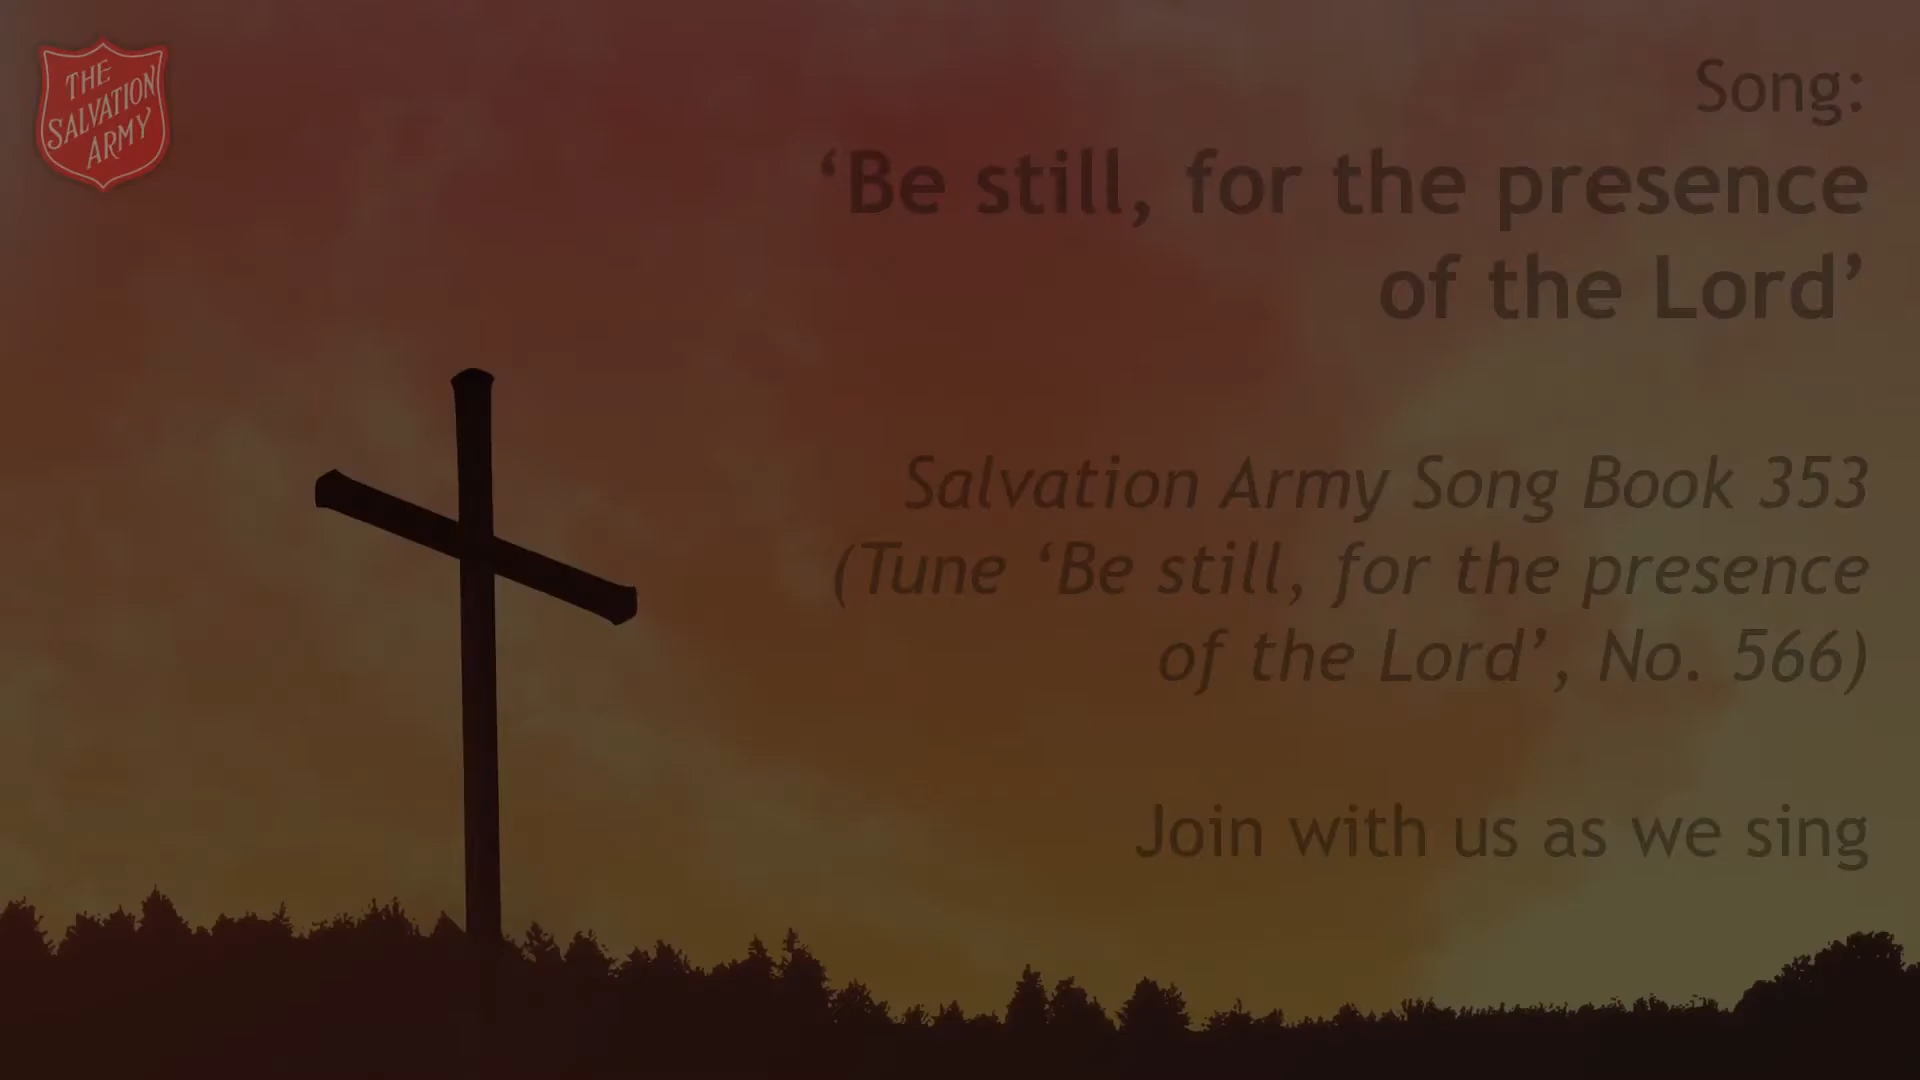 THE
SALVATION
ARMY
Song:
‘Be still, for the presence
of the Lord’
Salvation Army Song Book 353
(Tune ‘Be still, for the presence
of the Lord’, No. 566)
Join with us as we sing